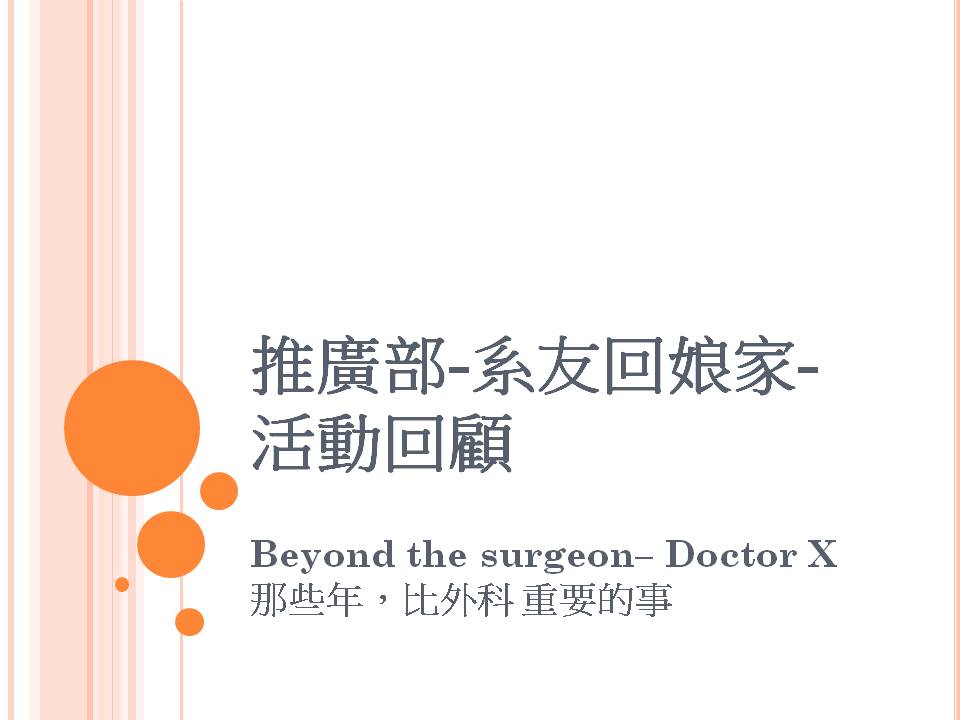 推廣部-系友回娘家-
活動回顧
Beyond the surgeon– Doctor X
那些年，比外科 重要的事